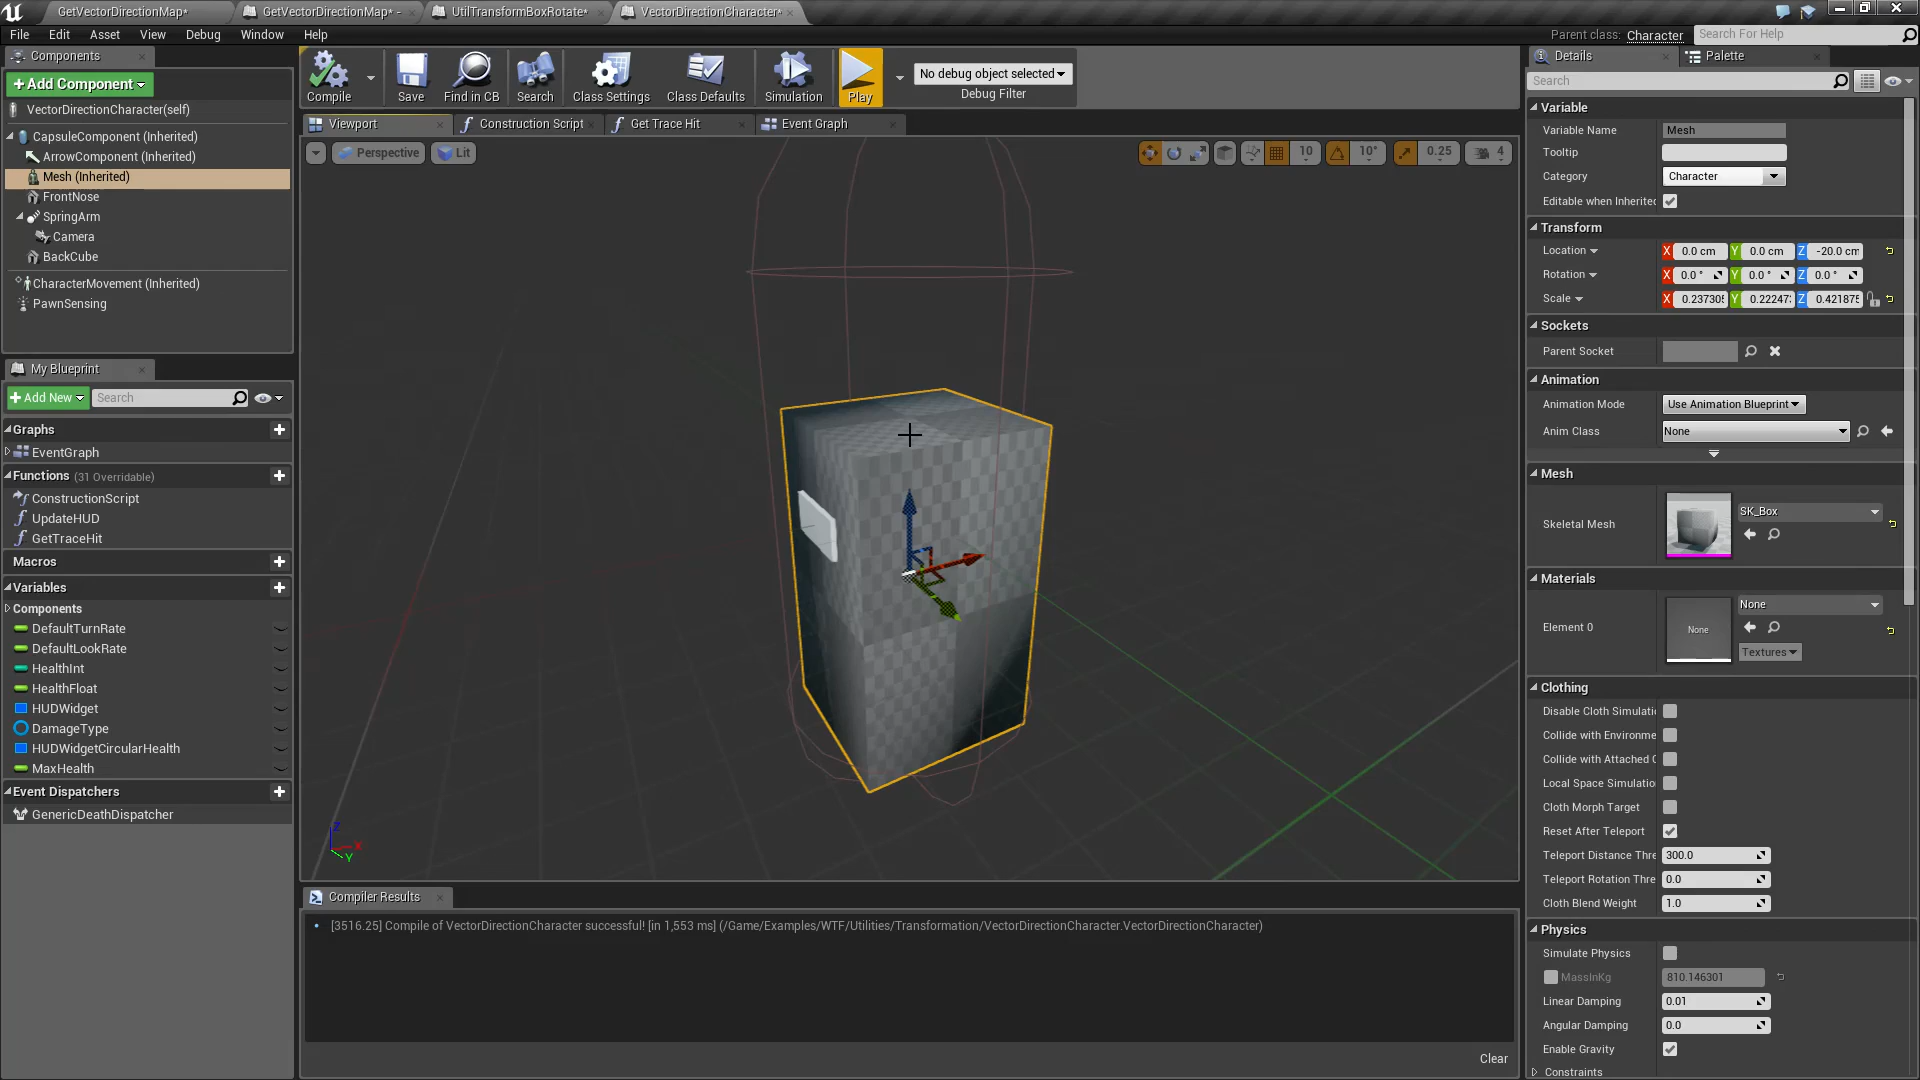 GetVectorDirectionMap*
GetVectorDirectionMap* -
UtilTransformBoxRotate*
VectorDirectionCharacter*
File Edit Asset View Debug Window Help
Parent class: Character
Search For Help
Components
+Add Component
VectorDirectionCharacter(self)
CapsuleComponent (Inherited)
ArrowComponent (Inherited)
Mesh (Inherited)
FrontNose
SpringArm
Camera
BackCube
CharacterMovement (Inherited)
PawnSensing
My Blueprint
+Add New
Search
Graphs
EventGraph
Functions (31 Overridable)
ConstructionScript
UpdateHUD
GetTraceHit
Macros
Variables
Components
DefaultTurnRate
DefaultLookRate
HealthInt
HealthFloat
HUDWidget
DamageType
HUDWidgetCircularHealth
MaxHealth
Event Dispatchers
GenericDeathDispatcher
Compile
Save
Find in CB
Search
Class Settings
Class Defaults
Simulation
Play
No debug object selected
Debug Filter
Viewport
Construction Script
Get Trace Hit
Event Graph
Perspective
Lit
10
10°
0.25
4
Z
X
Y
Compiler Results
[3516.25] Compile of VectorDirectionCharacter successful! [in 1,553 ms] (/Game/Examples/WTF/Utilities/Transformation/VectorDirectionCharacter.VectorDirectionCharacter)
Clear
Details
Palette
Search
Variable
Variable Name Mesh
Tooltip
Category Character
Editable when Inherited
Transform
Location X 0.0 cm Y 0.0 cm Z -20.0 cm
Rotation X 0.0 ° Y 0.0 ° Z 0.0 °
Scale X 0.237305 Y 0.22247 Z 0.421875
Sockets
Parent Socket
Animation
Animation Mode Use Animation Blueprint
Anim Class None
Mesh
Skeletal Mesh SK_Box
Materials
Element 0 None None
Textures
Clothing
Disable Cloth Simulati
Collide with Environme
Collide with Attached C
Local Space Simulatio
Cloth Morph Target
Reset After Teleport
Teleport Distance Thre 300.0
Teleport Rotation Thre 0.0
Cloth Blend Weight 1.0
Physics
Simulate Physics
MassInKg 810.146301
Linear Damping 0.01
Angular Damping 0.0
Enable Gravity
Constraints